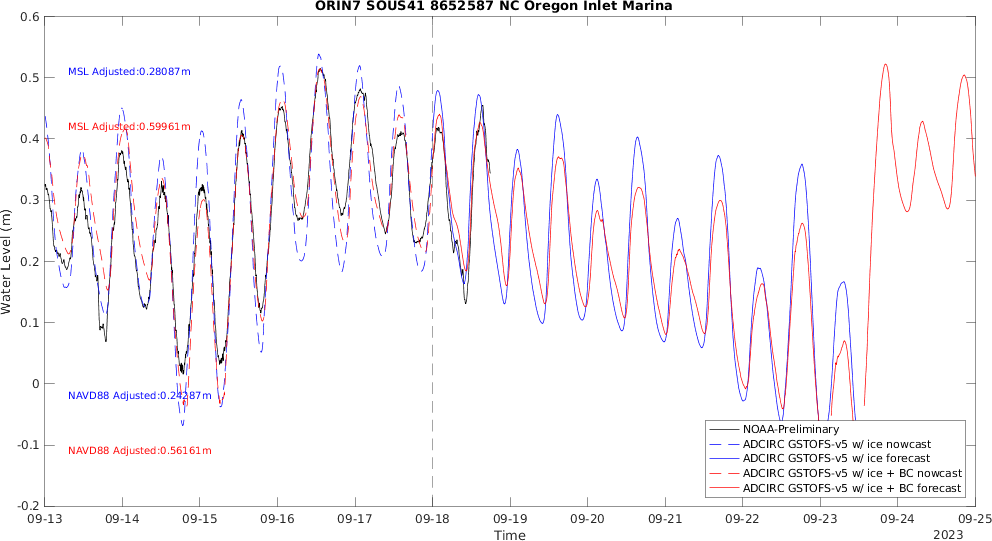 ORIN7 SOUS41 8652587 NC Oregon Inlet Marina
0.6
0.5
0.4
0.3
0.2
0.1
0
-0.1
-0.2
Water Level (m)
MSL Adjusted:0.28087m
MSL Adjusted:0.59961m
NAVD88 Adjusted:0.24287m
NAVD88 Adjusted:0.56161m
NOAA-Preliminary
ADCIRC GSTOFS-v5 w/ ice nowcast
ADCIRC GSTOFS-v5 w/ ice forecast
ADCIRC GSTOFS-v5 w/ ice + BC nowcast
ADCIRC GSTOFS-v5 w/ ice + BC forecast
09-13 09-14 09-15 09-16 09-17 09-18 09-19 09-20 09-21 09-22 09-23 09-24 09-25
Time
2023